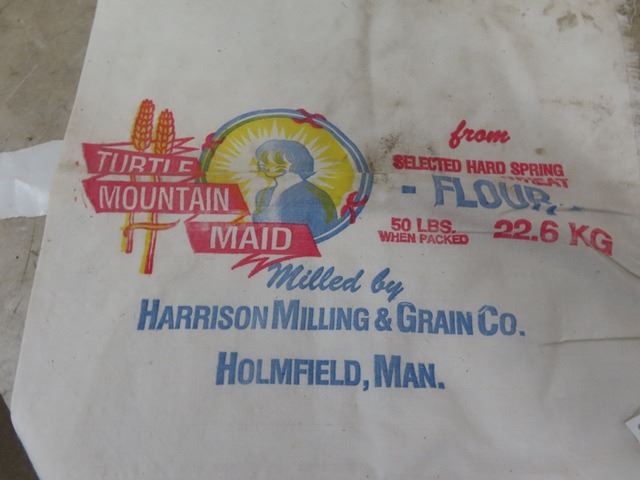 TURTLE
MOUNTAIN
MAID
from
SELECTED HARD SPRING
WHEAT
- FLOUR -
50 LBS. 22.6 KG
WHEN PACKED
Milled by
HARRISON MILLING & GRAIN CO.
HOLMFIELD, MAN.